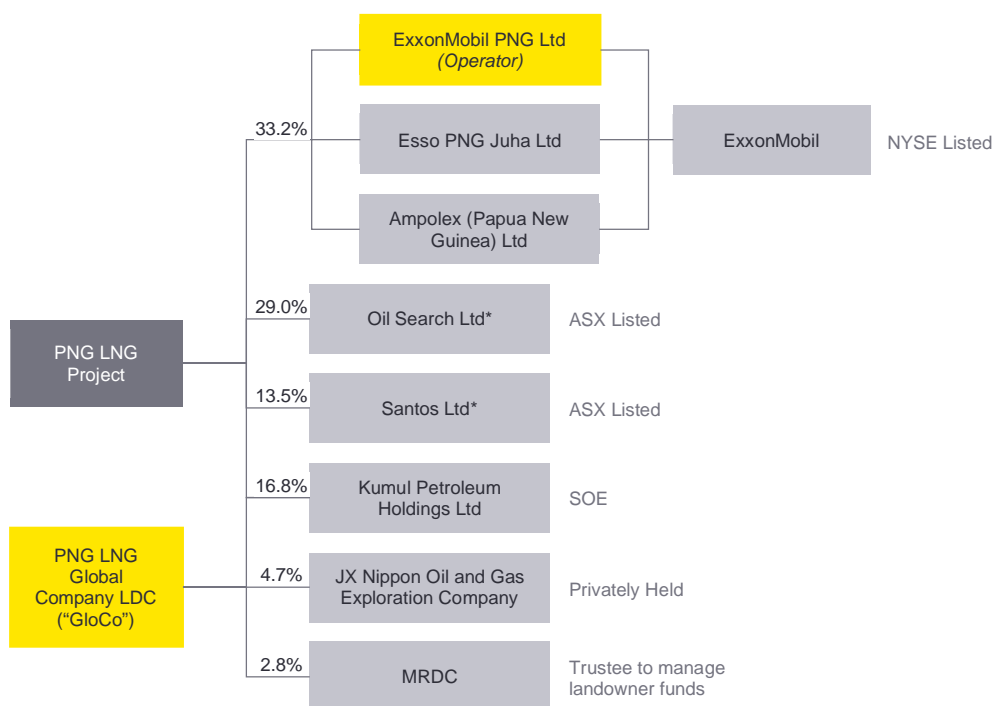 ExxonMobil PNG Ltd
(Operator)
33.2%
Esso PNG Juha Ltd
ExxonMobil
NYSE Listed
Ampolex (Papua New
Guinea) Ltd
29.0%
Oil Search Ltd*
ASX Listed
PNG LNG
Project
13.5%
Santos Ltd*
ASX Listed
16.8%
Kumul Petroleum
Holdings Ltd
SOE
PNG LNG
Global
Company LDC
(“GloCo”)
4.7%
JX Nippon Oil and Gas
Exploration Company
Privately Held
2.8%
MRDC
Trustee to manage
landowner funds